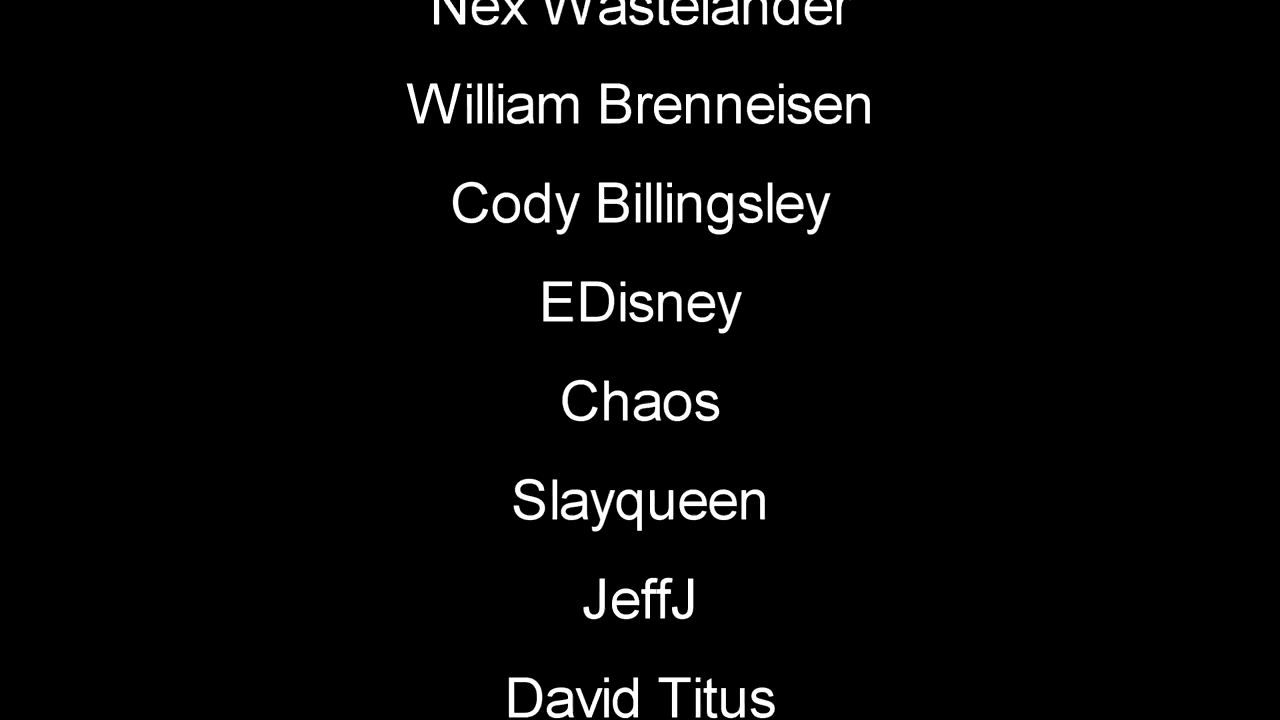 Nex Wastelander
William Brenneisen
Cody Billingsley
EDisney
Chaos
Slayqueen
JeffJ
David Titus